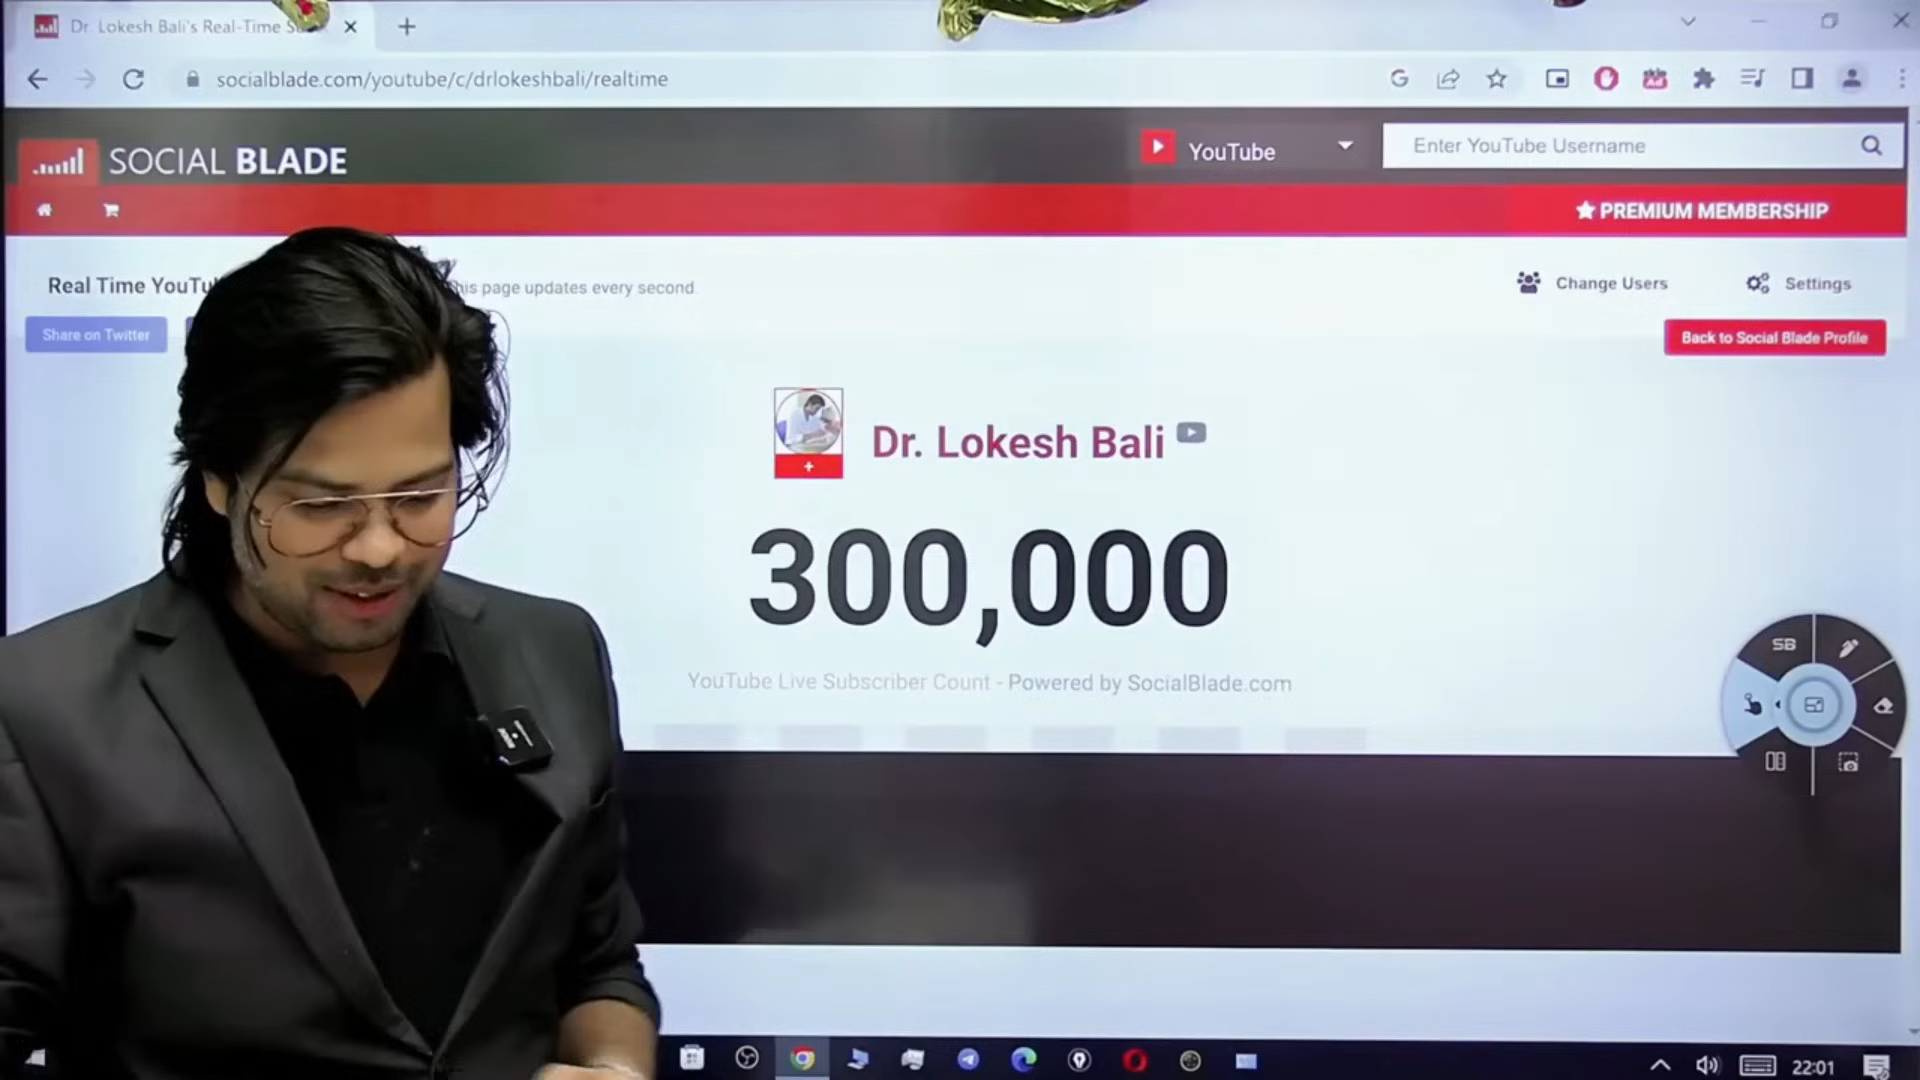 Dr. Lokesh Bali's Real-Time
socialblade.com/youtube/c/drlokeshbali/realtime
SOCIAL BLADE
YouTube
Enter YouTube Username
PREMIUM MEMBERSHIP
Real Time
page updates every second
Change Users
Settings
Share on Twitter
Back to Social Blade Profile
Dr. Lokesh Bali
+
300,000
YouTube Live Subscriber Count - Powered by SocialBlade.com
SB
22:01